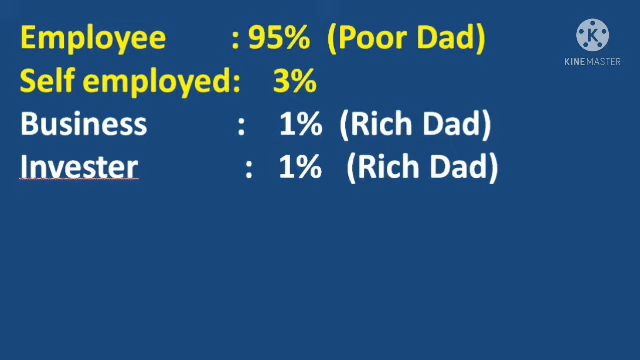 Employee : 95% (Poor Dad)
Self employed: 3%
Business : 1% (Rich Dad)
Invester : 1% (Rich Dad)
K
KINEMASTER